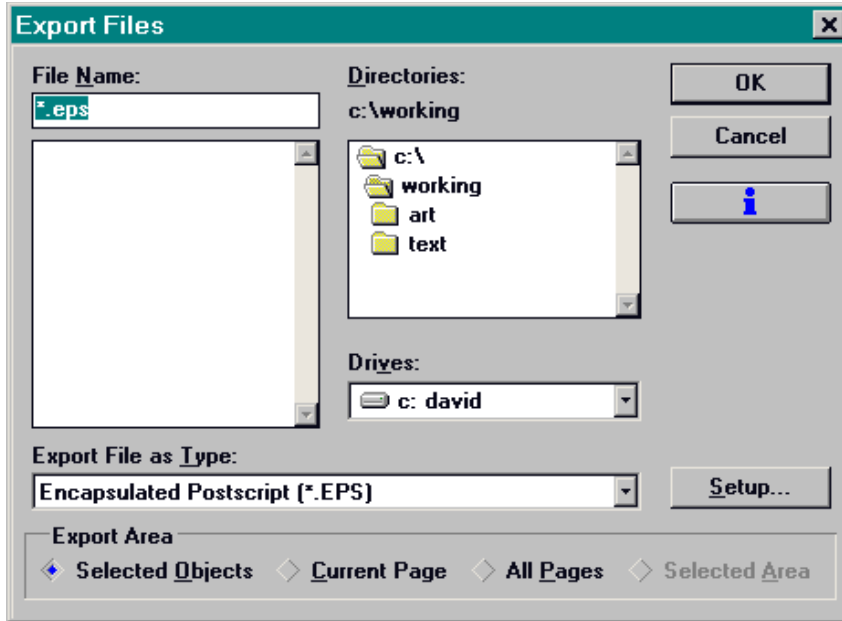 Export Files
File Name:
*.eps
Directories:
c:\working
c:\
working
art
text
OK
Cancel
i
Drives:
c: david
Export File as Type:
Encapsulated Postscript (*.EPS)
Setup...
Export Area
Selected Objects Current Page All Pages Selected Area